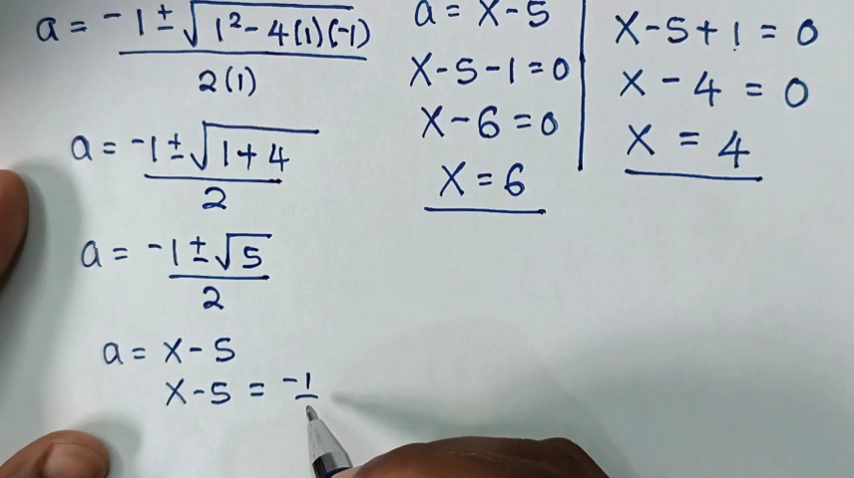 a = -1 ± √(1² - 4(1)(-1)) / 2(1)
a = -1 ± √(1 + 4) / 2
a = -1 ± √5 / 2
a = x - 5
x - 5 = -1
a = x - 5
x - 5 - 1 = 0
x - 6 = 0
x = 6
x - 5 + 1 = 0
x - 4 = 0
x = 4